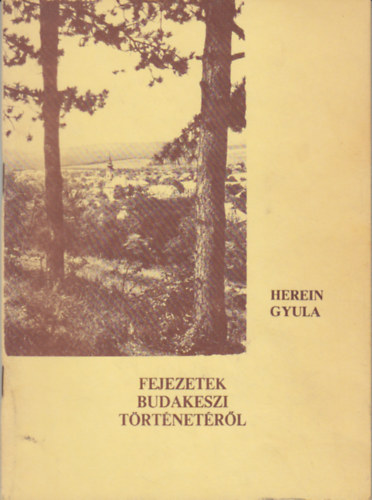 HEREIN
GYULA
FEJEZETEK
BUDAKESZI
TÖRTÉNETÉRŐL